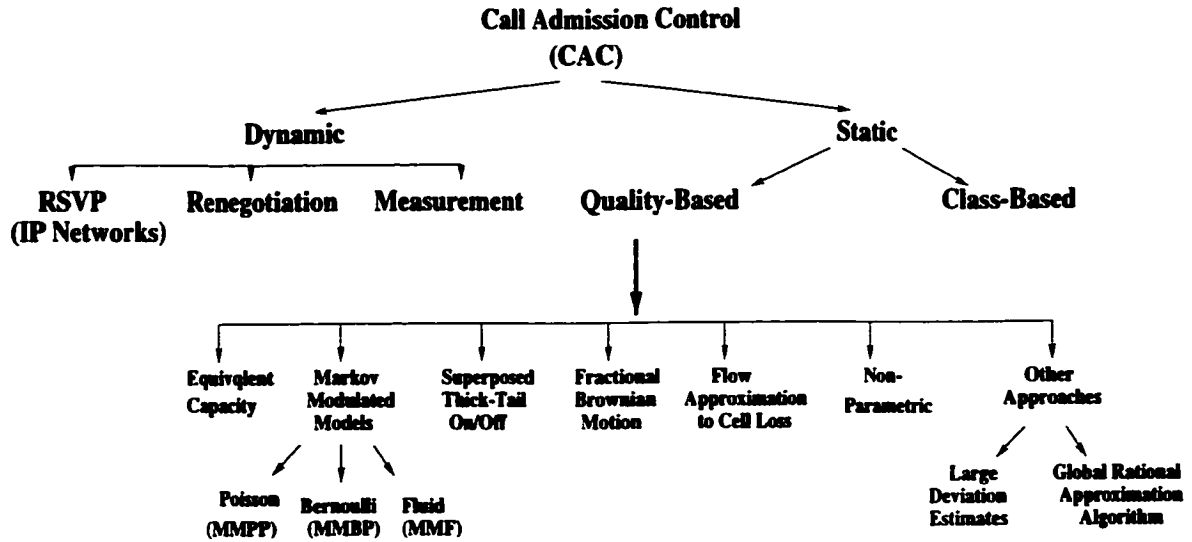 Call Admission Control
(CAC)
Dynamic
Static
RSVP
(IP Networks)
Renegotiation
Measurement
Quality-Based
Class-Based
Equivqlent
Capacity
Markov
Modulated
Models
Superposed
Thick-Tail
On/Off
Fractional
Brownian
Motion
Flow
Approximation
to Cell Loss
Non-
Parametric
Other
Approaches
Poisson
(MMPP)
Bernoulli
(MMBP)
Fluid
(MMF)
Large
Deviation
Estimates
Global Rational
Approximation
Algorithm